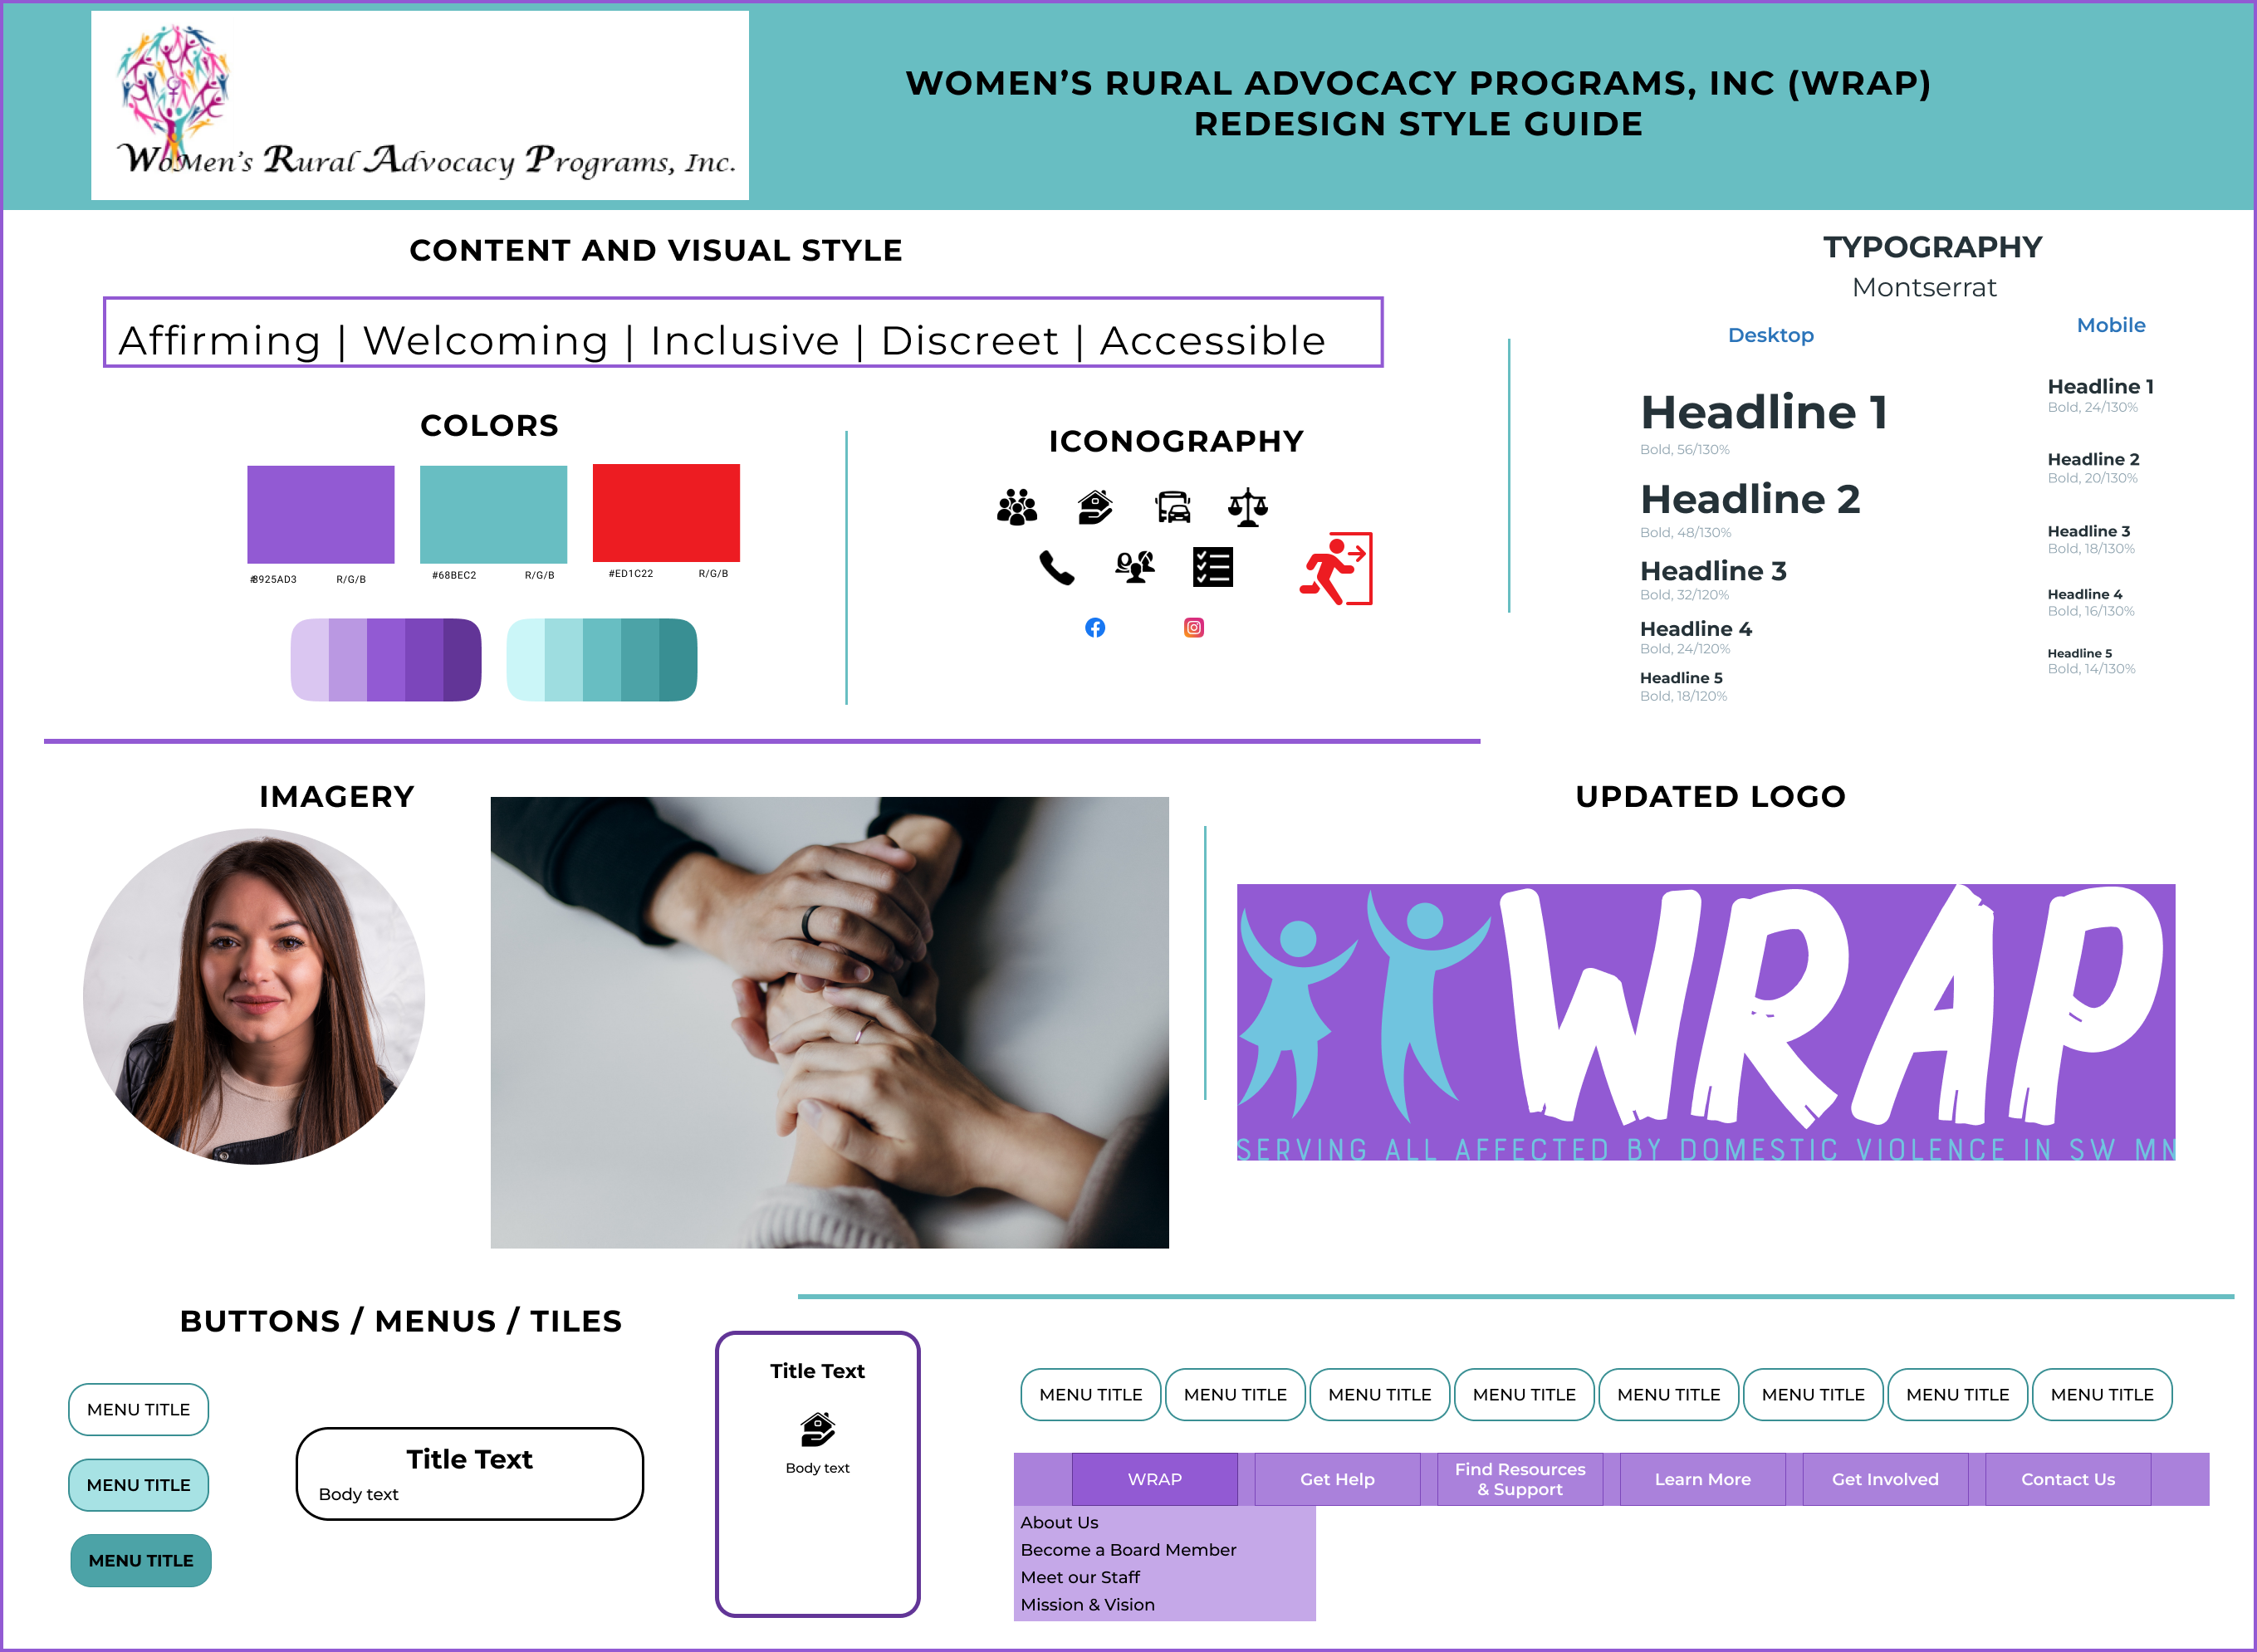 WoMen's Rural Advocacy Programs, Inc.
WOMEN'S RURAL ADVOCACY PROGRAMS, INC (WRAP)
REDESIGN STYLE GUIDE
CONTENT AND VISUAL STYLE
Affirming | Welcoming | Inclusive | Discreet | Accessible
COLORS
#8925AD3 R/G/B
#68BEC2 R/G/B
#ED1C22 R/G/B
ICONOGRAPHY
TYPOGRAPHY
Montserrat
Desktop
Headline 1
Bold, 56/130%
Headline 2
Bold, 48/130%
Headline 3
Bold, 32/120%
Headline 4
Bold, 24/120%
Headline 5
Bold, 18/120%
Mobile
Headline 1
Bold, 24/130%
Headline 2
Bold, 20/130%
Headline 3
Bold, 18/130%
Headline 4
Bold, 16/130%
Headline 5
Bold, 14/130%
IMAGERY
UPDATED LOGO
WRAP
SERVING ALL AFFECTED BY DOMESTIC VIOLENCE IN SW MN
BUTTONS / MENUS / TILES
MENU TITLE
MENU TITLE
MENU TITLE
Title Text
Body text
Title Text
Body text
MENU TITLE MENU TITLE MENU TITLE MENU TITLE MENU TITLE MENU TITLE MENU TITLE MENU TITLE
WRAP
Get Help
Find Resources
& Support
Learn More
Get Involved
Contact Us
About Us
Become a Board Member
Meet our Staff
Mission & Vision